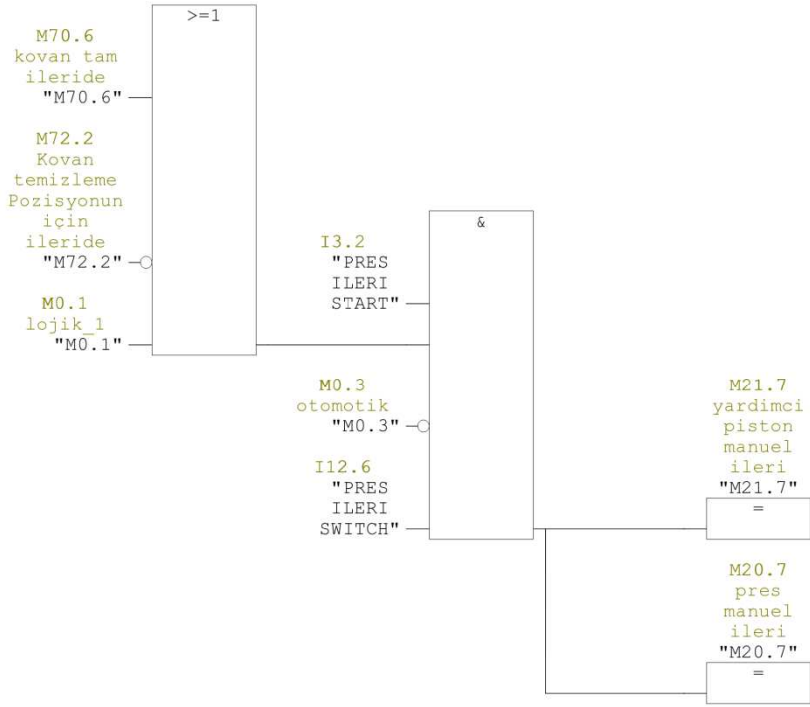 >=1
M70.6
kovan tam
ileride
"M70.6"
M72.2
Kovan
temizleme
Pozisyonun
için
ileride
"M72.2"
M0.1
lojik_1
"M0.1"
&
I3.2
"PRES
ILERI
START"
M0.3
otomotik
"M0.3"
I12.6
"PRES
ILERI
SWITCH"
M21.7
yardimci
piston
manuel
ileri
"M21.7"
=
M20.7
pres
manuel
ileri
"M20.7"
=